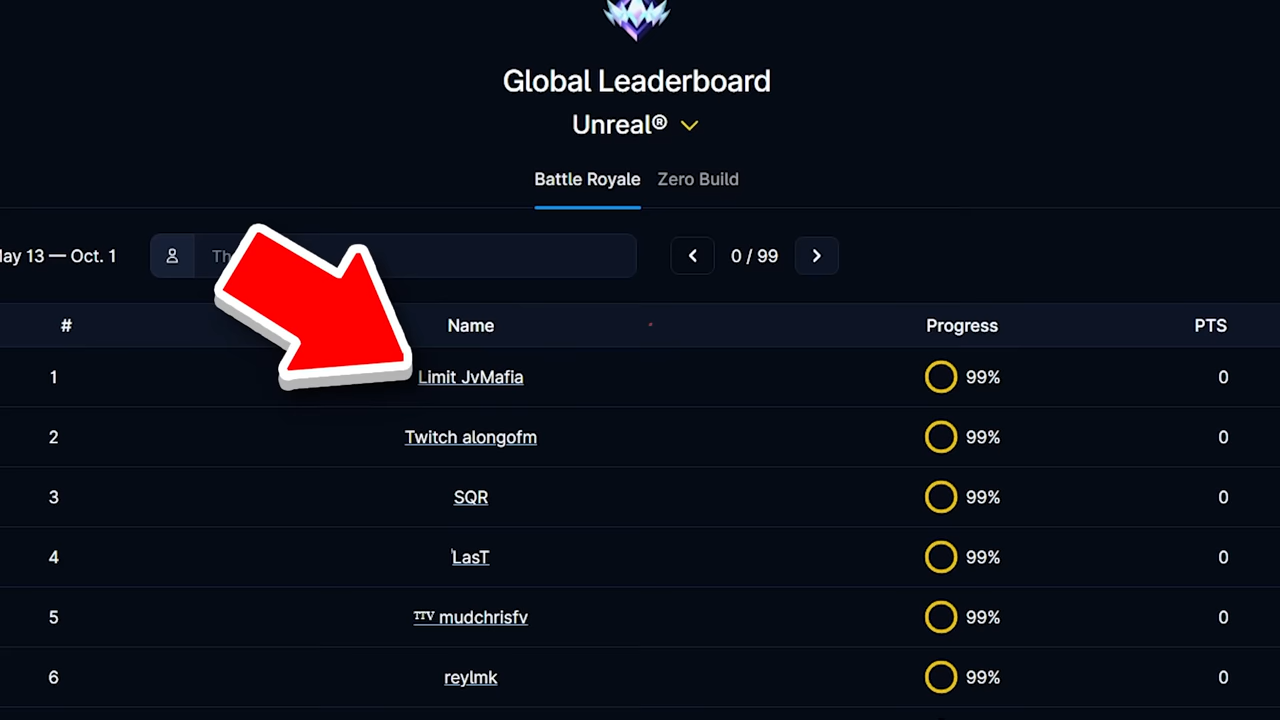 Global Leaderboard
Unreal®
Battle Royale Zero Build
ay 13 — Oct. 1
0 / 99
# Name Progress PTS
1 Limit JvMafia 99% 0
2 Twitch alongofm 99% 0
3 SQR 99% 0
4 'LasT 99% 0
5 ᵀᵀⱽ mudchrisfv 99% 0
6 reylmk 99% 0